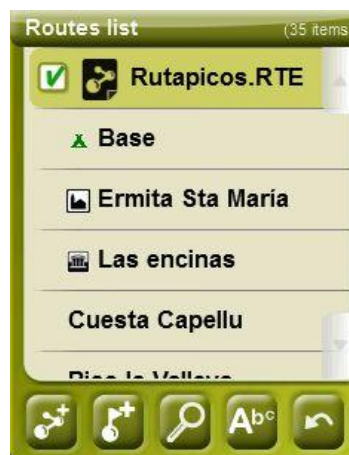 Routes list (35 items
Rutapicos.RTE
Base
Ermita Sta María
Las encinas
Cuesta Capellu
Abc